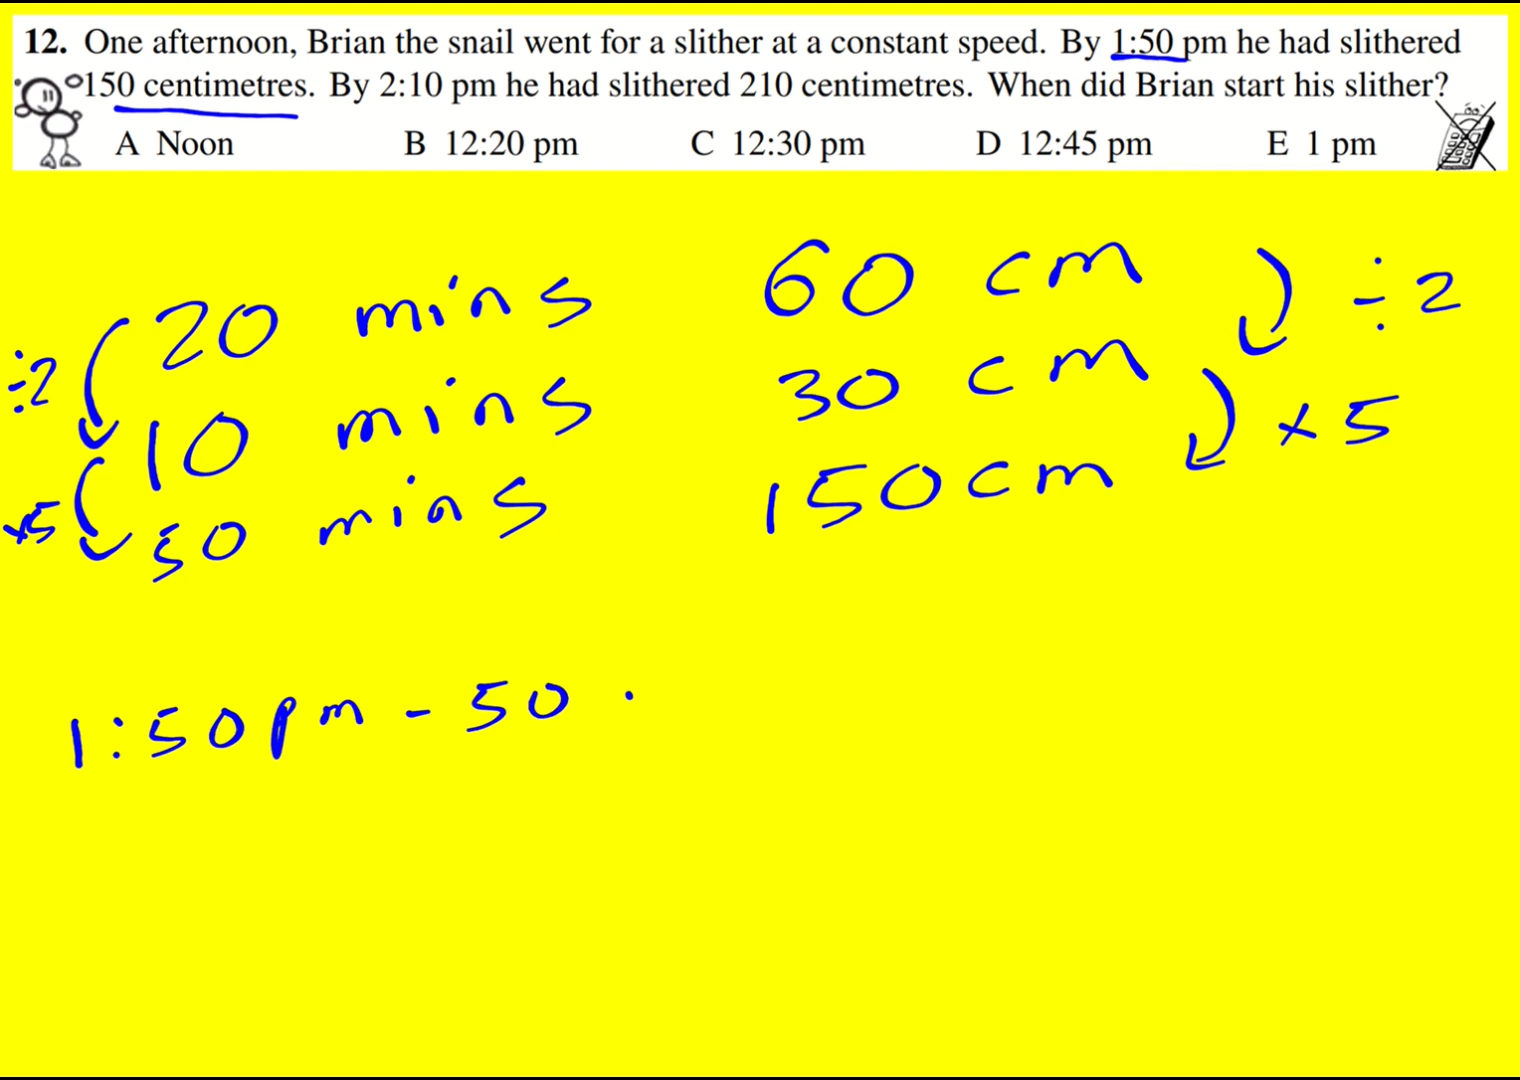 12. One afternoon, Brian the snail went for a slither at a constant speed. By 1:50 pm he had slithered
150 centimetres. By 2:10 pm he had slithered 210 centimetres. When did Brian start his slither?
A Noon B 12:20 pm C 12:30 pm D 12:45 pm E 1 pm
20 mins 60 cm ÷2
÷2
10 mins 30 cm ×5
×5
50 mins 150cm
1:50pm - 50